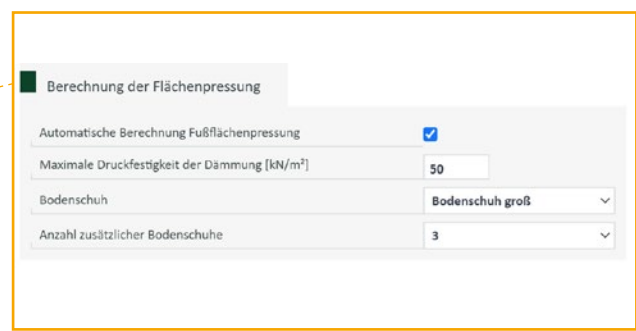 Berechnung der Flächenpressung
Automatische Berechnung Fußflächenpressung
Maximale Druckfestigkeit der Dämmung [kN/m²]
50
Bodenschuh
Bodenschuh groß
Anzahl zusätzlicher Bodenschuhe
3